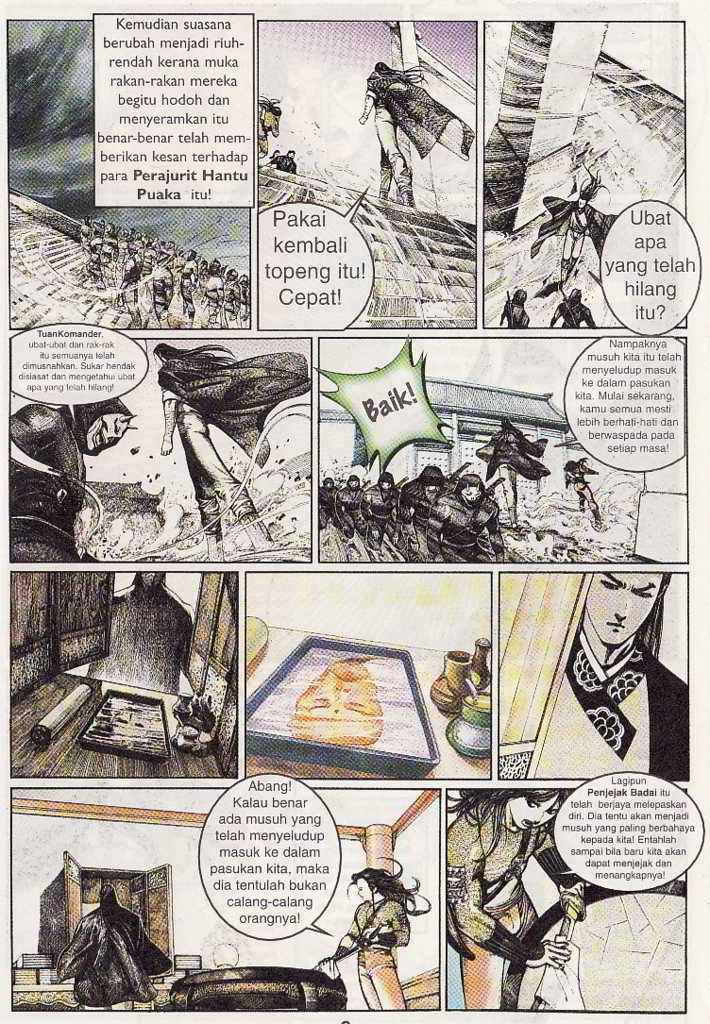 Kemudian suasana
berubah menjadi riuh-
rendah kerana muka
rakan-rakan mereka
begitu hodoh dan
menyeramkan itu
benar-benar telah mem-
berikan kesan terhadap
para Perajurit Hantu
Puaka itu!
Pakai
kembali
topeng itu!
Cepat!
Ubat
apa
yang telah
hilang
itu?
TuanKomander,
ubat-ubat dan rak-rak
itu semuanya telah
dimusnahkan. Sukar hendak
disiasat dan mengetahui ubat
apa yang telah hilang!
Baik!
Nampaknya
musuh kita itu telah
menyeludup masuk
ke dalam pasukan
kita. Mulai sekarang,
kamu semua mesti
lebih berhati-hati dan
berwaspada pada
setiap masa!
Abang!
Kalau benar
ada musuh yang
telah menyeludup
masuk ke dalam
pasukan kita, maka
dia tentulah bukan
calang-calang
orangnya!
Lagipun
Penjejak Badai itu
telah berjaya melepaskan
diri. Dia tentu akan menjadi
musuh yang paling berbahaya
kepada kita! Entahlah
sampai bila baru kita akan
dapat menjejak dan
menangkapnya!